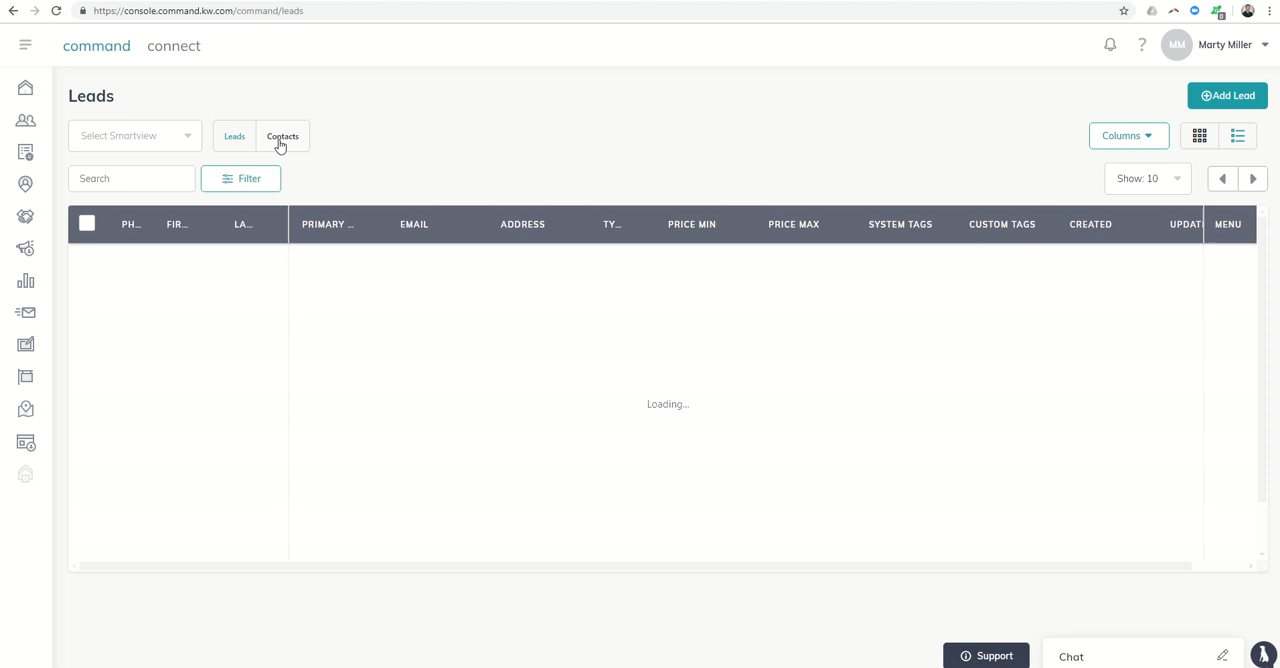 https://console.command.kw.com/command/leads
0
command connect
? MM Marty Miller
Leads
Add Lead
Select Smartview Leads Contacts Columns
Search Filter Show: 10
PH... FIR... LA... PRIMARY ... EMAIL ADDRESS TY... PRICE MIN PRICE MAX SYSTEM TAGS CUSTOM TAGS CREATED UPDAT MENU
Loading...
Support Chat